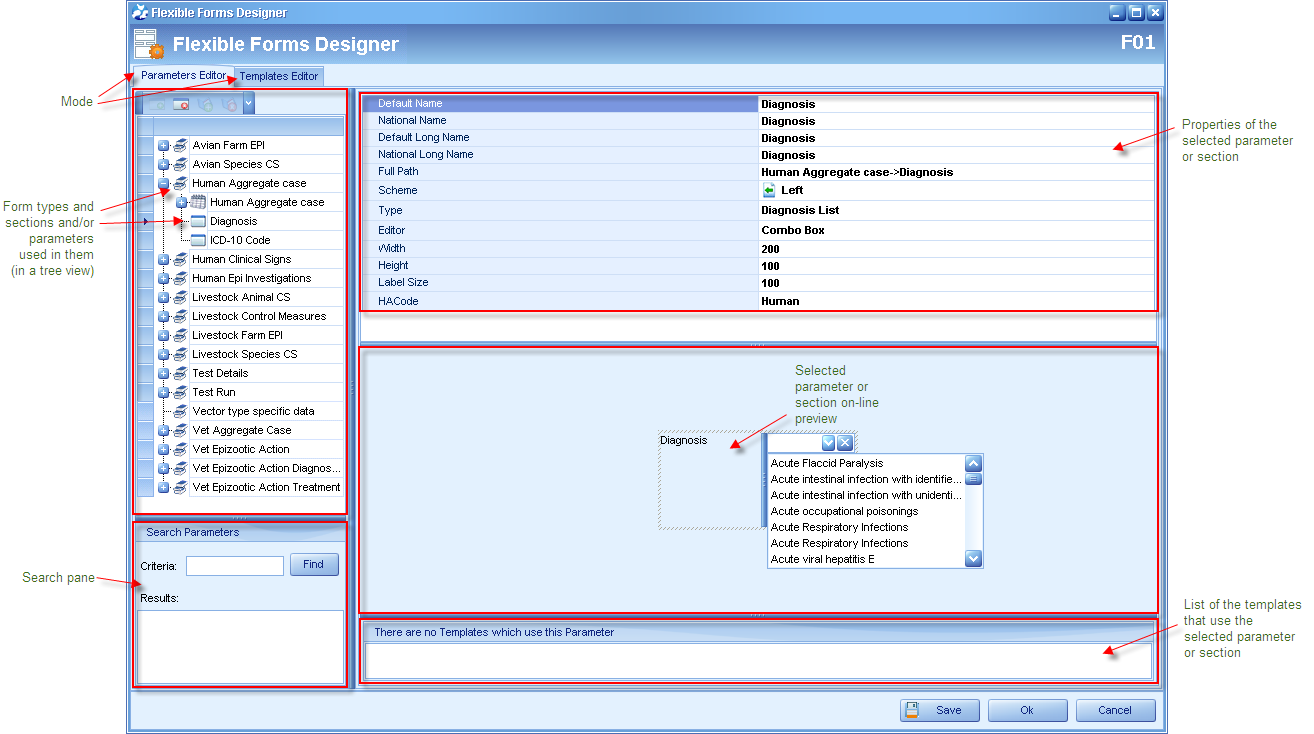 Flexible Forms Designer
Flexible Forms Designer
F01
Parameters Editor
Templates Editor
Mode
Form types and
sections and/or
parameters
used in them
(in a tree view)
Avian Farm EPI
Avian Species CS
Human Aggregate case
Human Aggregate case
Diagnosis
ICD-10 Code
Human Clinical Signs
Human Epi Investigations
Livestock Animal CS
Livestock Control Measures
Livestock Farm EPI
Livestock Species CS
Test Details
Test Run
Vector type specific data
Vet Aggregate Case
Vet Epizootic Action
Vet Epizootic Action Diagnos...
Vet Epizootic Action Treatment
Default Name Diagnosis
National Name Diagnosis
Default Long Name Diagnosis
National Long Name Diagnosis
Full Path Human Aggregate case->Diagnosis
Scheme Left
Type Diagnosis List
Editor Combo Box
Width 200
Height 100
Label Size 100
HACode Human
Properties of the
selected parameter
or section
Selected
parameter or
section on-line
preview
Diagnosis
Acute Flaccid Paralysis
Acute intestinal infection with identifie...
Acute intestinal infection with unidenti...
Acute occupational poisonings
Acute Respiratory Infections
Acute Respiratory Infections
Acute viral hepatitis E
Search pane
Search Parameters
Criteria:
Find
Results:
There are no Templates which use this Parameter
List of the templates
that use the
selected parameter
or section
Save
Ok
Cancel